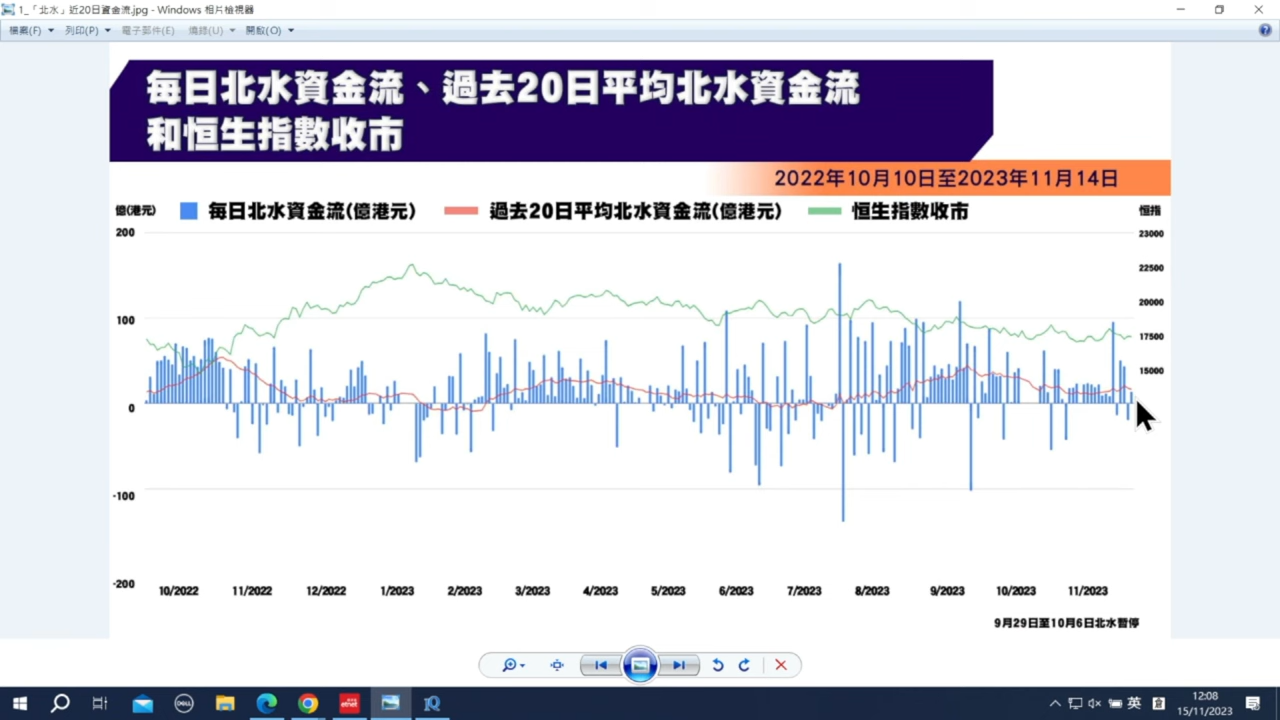 1_「北水」近20日資金流.jpg - Windows 相片檢視器
檔案(F) 列印(P) 電子郵件(E) 燒錄(U) 開啟(O)
每日北水資金流、過去20日平均北水資金流
和恒生指數收市
2022年10月10日至2023年11月14日
億(港元) 每日北水資金流(億港元) 過去20日平均北水資金流(億港元) 恒生指數收市 恒指
200 23000
22500
20000
100 17500
15000
0
-100
-200
10/2022 11/2022 12/2022 1/2023 2/2023 3/2023 4/2023 5/2023 6/2023 7/2023 8/2023 9/2023 10/2023 11/2023
9月29日至10月6日北水暫停
DELL etnet IQ 英 倉 12:08
15/11/2023